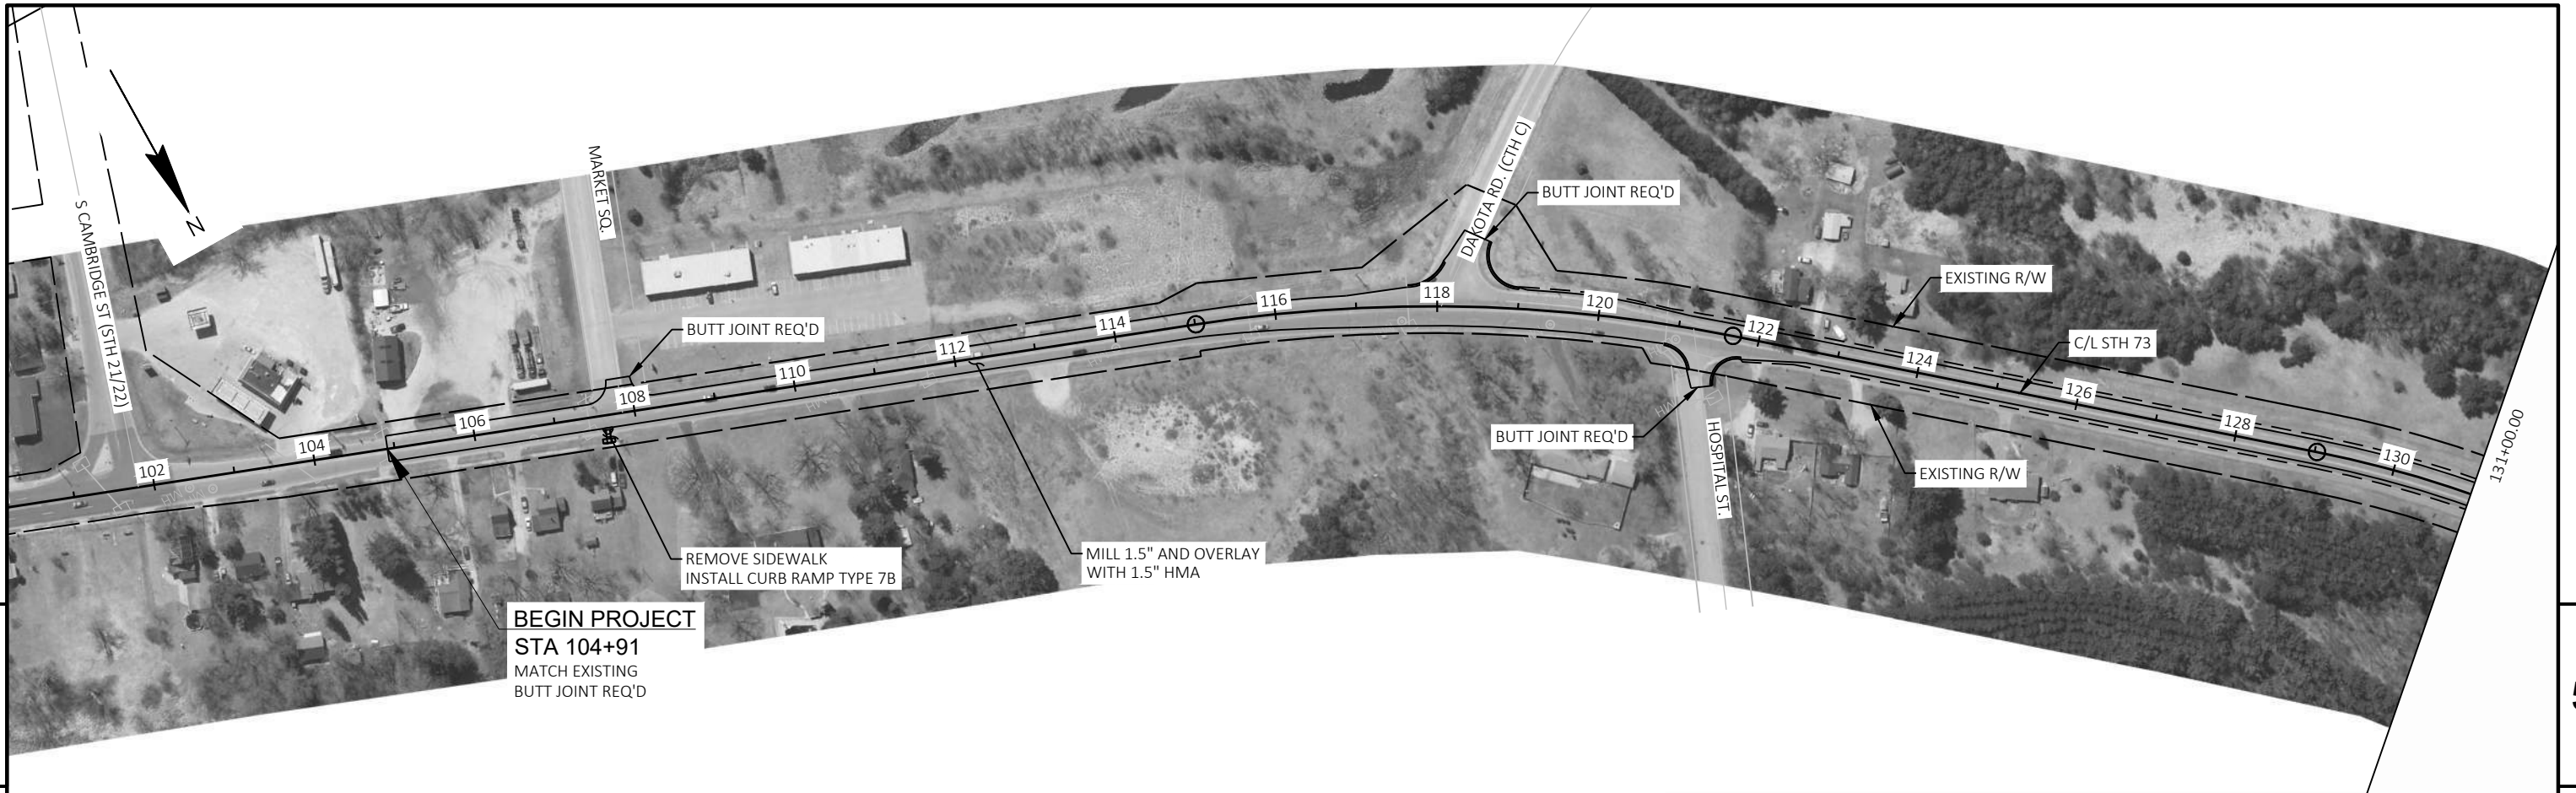 S CAMBRIDGE ST (STH 21/22)
N
MARKET SQ.
DAKOTA RD. (CTH C)
HOSPITAL ST.
BUTT JOINT REQ'D
BUTT JOINT REQ'D
BUTT JOINT REQ'D
EXISTING R/W
C/L STH 73
EXISTING R/W
102
104
106
108
110
112
114
116
118
120
122
124
126
128
130
131+00.00
REMOVE SIDEWALK
INSTALL CURB RAMP TYPE 7B
MILL 1.5" AND OVERLAY
WITH 1.5" HMA
BEGIN PROJECT
STA 104+91
MATCH EXISTING
BUTT JOINT REQ'D